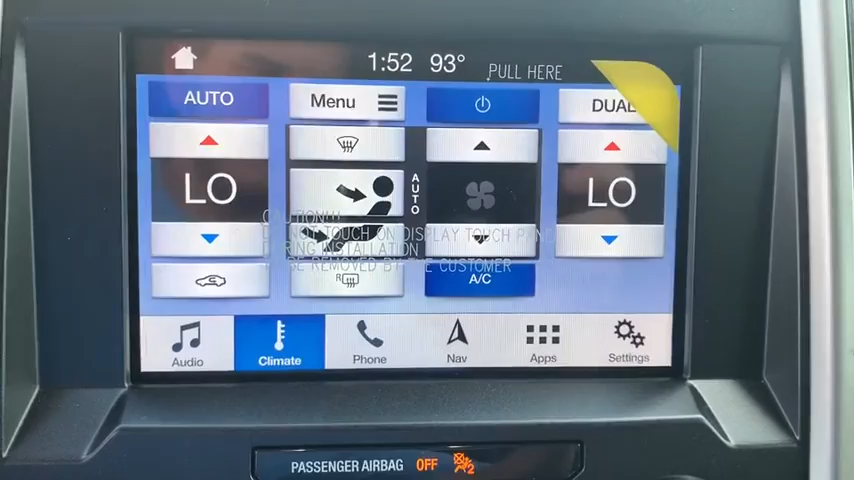 1:52 93° PULL HERE
AUTO Menu DUAL
LO AUTO LO
CAUTION!!!
DO NOT TOUCH ON DISPLAY TOUCH PANEL
DURING INSTALLATION
TO BE REMOVED BY THE CUSTOMER
R A/C
Audio Climate Phone Nav Apps Settings
PASSENGER AIRBAG OFF 2